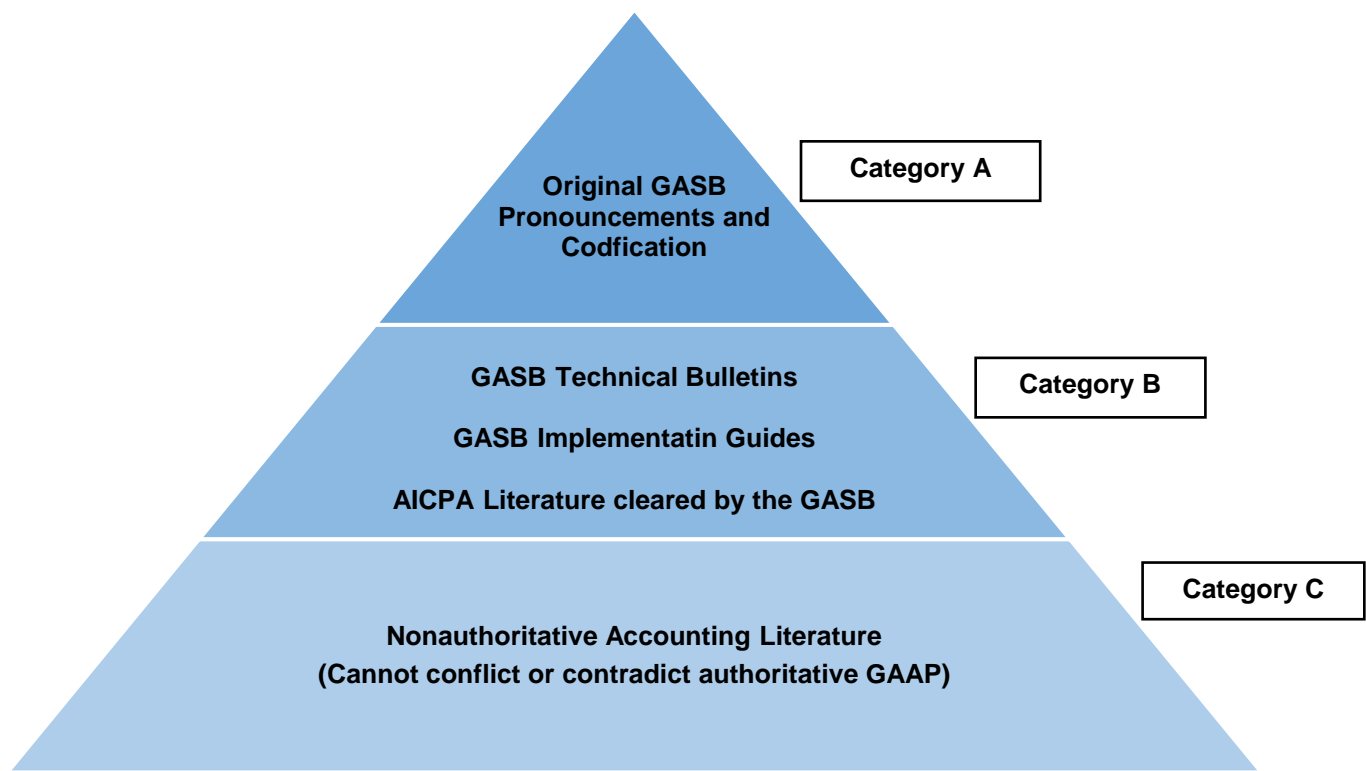 Category A
Original GASB
Pronouncements and
Codfication
GASB Technical Bulletins
Category B
GASB Implementatin Guides
AICPA Literature cleared by the GASB
Category C
Nonauthoritative Accounting Literature
(Cannot conflict or contradict authoritative GAAP)